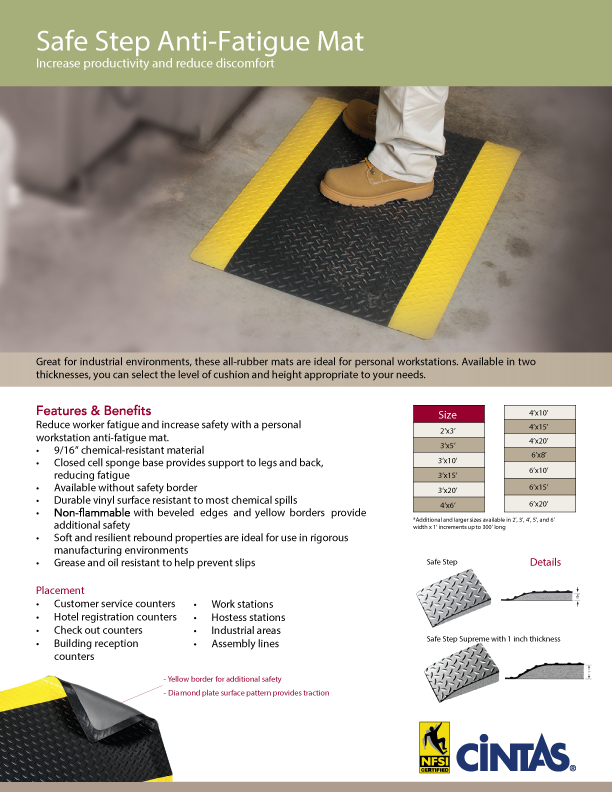 Safe Step Anti-Fatigue Mat
Increase productivity and reduce discomfort
Great for industrial environments, these all-rubber mats are ideal for personal workstations. Available in two
thicknesses, you can select the level of cushion and height appropriate to your needs.
Features & Benefits
Reduce worker fatigue and increase safety with a personal
workstation anti-fatigue mat.
• 9/16” chemical-resistant material
• Closed cell sponge base provides support to legs and back,
reducing fatigue
• Available without safety border
• Durable vinyl surface resistant to most chemical spills
• Non-flammable with beveled edges and yellow borders provide
additional safety
• Soft and resilient rebound properties are ideal for use in rigorous
manufacturing environments
• Grease and oil resistant to help prevent slips
Placement
• Customer service counters
• Hotel registration counters
• Check out counters
• Building reception
counters
• Work stations
• Hostess stations
• Industrial areas
• Assembly lines
- Yellow border for additional safety
- Diamond plate surface pattern provides traction
Size
2'x3'
3'x5'
3'x10'
3'x15'
3'x20'
4'x6'
4'x10'
4'x15'
4'x20'
6'x8'
6'x10'
6'x15'
6'x20'
*Additional and larger sizes available in 2', 3', 4', 5', and 6'
width x 1' increments up to 300' long
Safe Step
Details
Safe Step Supreme with 1 inch thickness
NFSI
CERTIFIED
CINTAS®